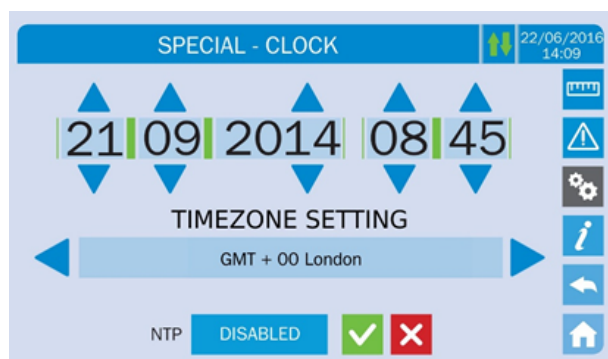 SPECIAL - CLOCK
22/06/2016
14:09
21 09 2014 08 45
TIMEZONE SETTING
GMT + 00 London
NTP DISABLED
i